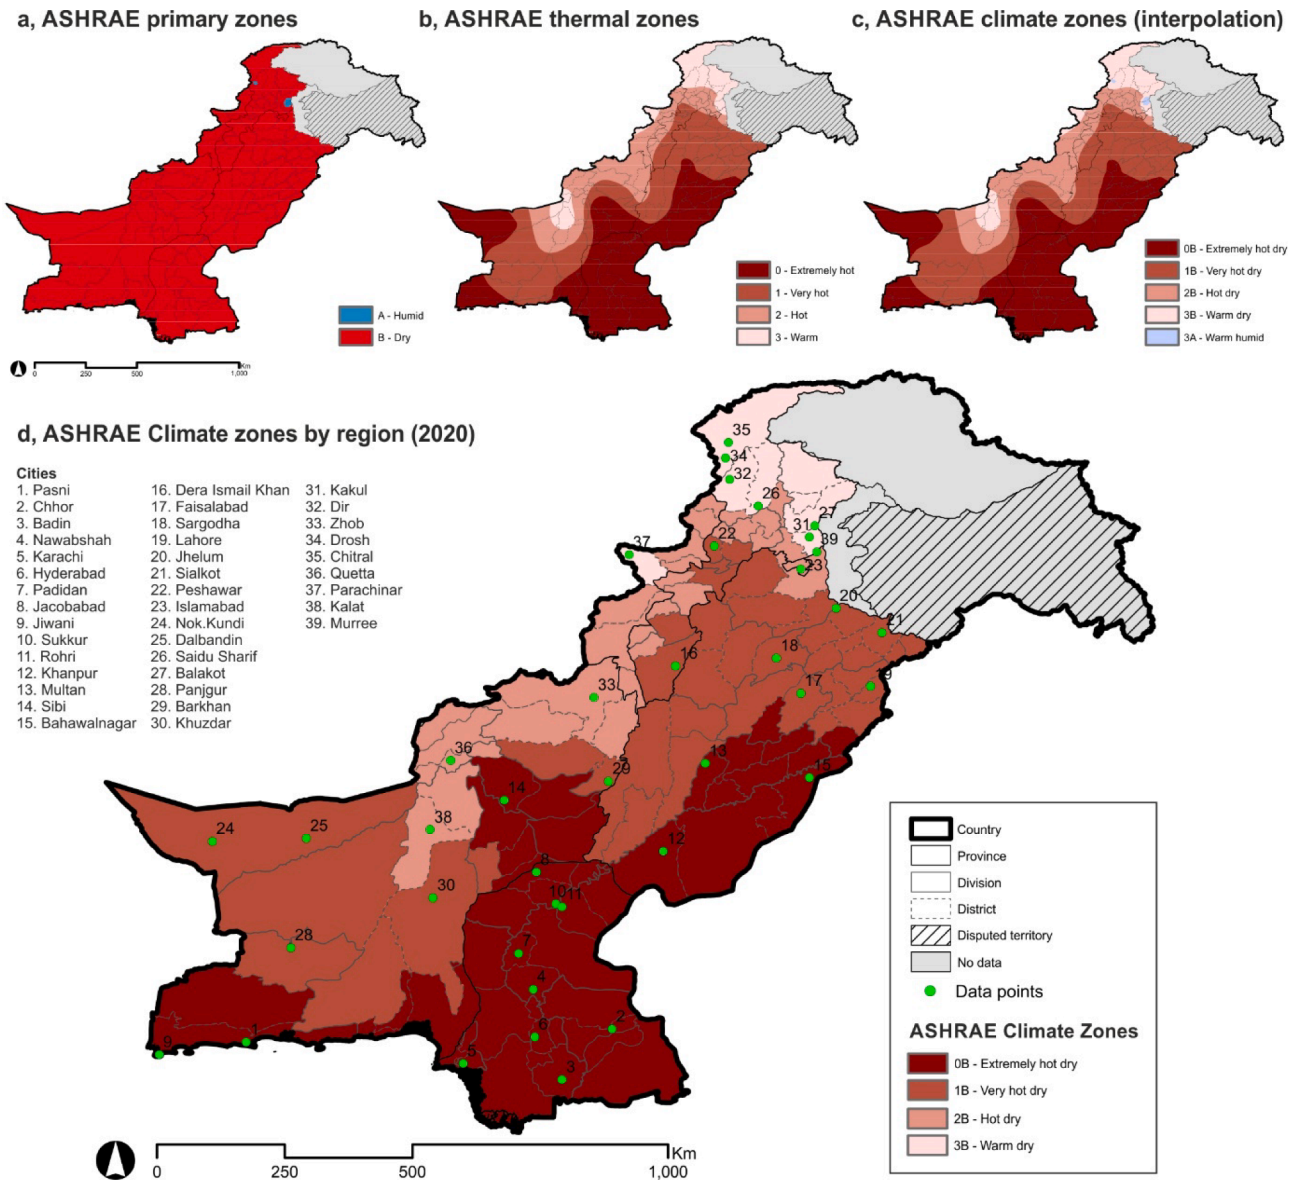 a, ASHRAE primary zones
b, ASHRAE thermal zones
c, ASHRAE climate zones (interpolation)
A - Humid
B - Dry
0 - Extremely hot
1 - Very hot
2 - Hot
3 - Warm
0B - Extremely hot dry
1B - Very hot dry
2B - Hot dry
3B - Warm dry
3A - Warm humid
0 250 500 1,000 Km
d, ASHRAE Climate zones by region (2020)
Cities
1. Pasni
2. Chhor
3. Badin
4. Nawabshah
5. Karachi
6. Hyderabad
7. Padidan
8. Jacobabad
9. Jiwani
10. Sukkur
11. Rohri
12. Khanpur
13. Multan
14. Sibi
15. Bahawalnagar
16. Dera Ismail Khan
17. Faisalabad
18. Sargodha
19. Lahore
20. Jhelum
21. Sialkot
22. Peshawar
23. Islamabad
24. Nok.Kundi
25. Dalbandin
26. Saidu Sharif
27. Balakot
28. Panjgur
29. Barkhan
30. Khuzdar
31. Kakul
32. Dir
33. Zhob
34. Drosh
35. Chitral
36. Quetta
37. Parachinar
38. Kalat
39. Murree
35
34
32
26
27
31
39
37
22
23
20
21
18
16
19
17
33
36
13
15
29
14
24
25
38
12
8
30
10 11
28
7
4
2
6
1
9
5
3
Country
Province
Division
District
Disputed territory
No data
Data points
ASHRAE Climate Zones
0B - Extremely hot dry
1B - Very hot dry
2B - Hot dry
3B - Warm dry
0 250 500 1,000 Km